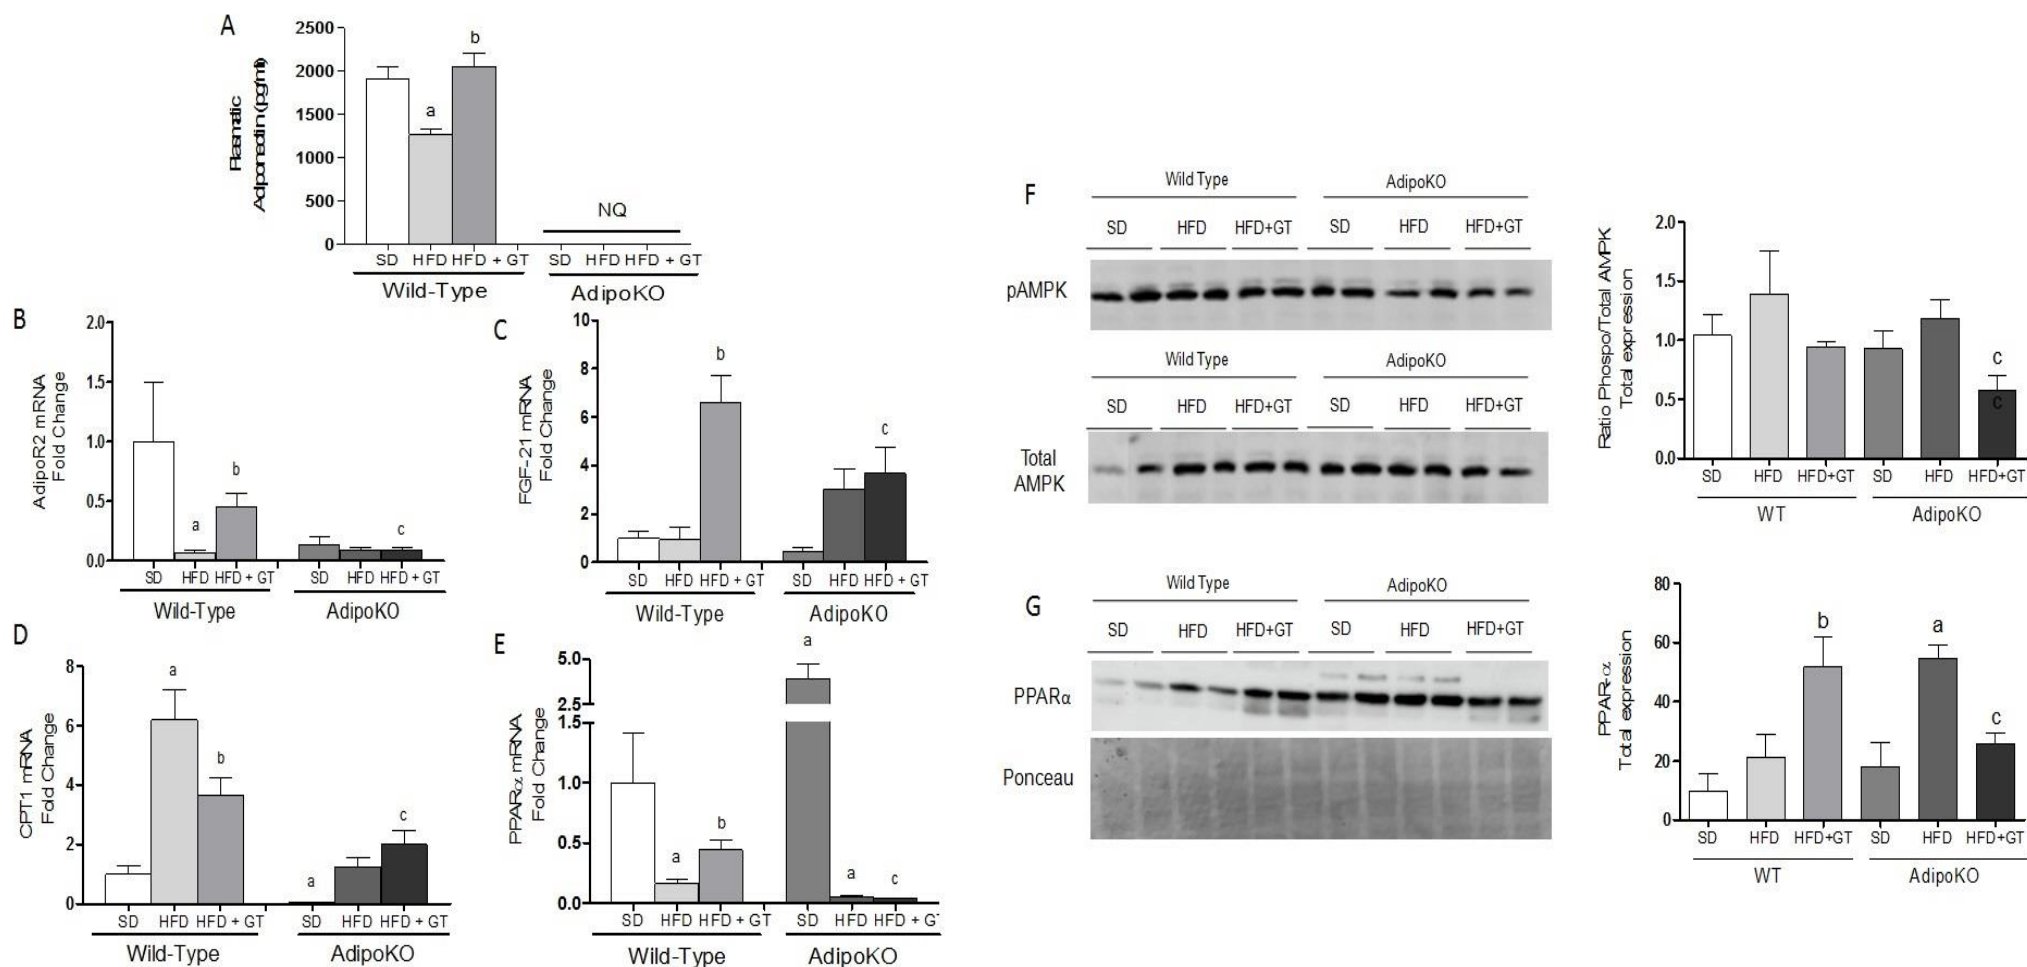 A
Plasmatic
Adiponectin (pg/ml)
2500
2000
1500
1000
500
0
a
b
NQ
SD HFD HFD + GT SD HFD HFD + GT
Wild-Type AdipoKO
B
AdipoR2 mRNA
Fold Change
2.0
1.5
1.0
0.5
0.0
a
b
c
SD HFD HFD + GT SD HFD HFD + GT
Wild-Type AdipoKO
C
FGF-21 mRNA
Fold Change
10
8
6
4
2
0
b
c
SD HFD HFD + GT SD HFD HFD + GT
Wild-Type AdipoKO
D
CPT1 mRNA
Fold Change
8
6
4
2
0
a
b
a
c
SD HFD HFD + GT SD HFD HFD + GT
Wild-Type AdipoKO
E
PPARα mRNA
Fold Change
5.0
2.5
1.5
1.0
0.5
0.0
a
b
a
a
c
SD HFD HFD + GT SD HFD HFD + G
Wild-Type AdipoKO
F
Wild Type AdipoKO
SD HFD HFD+GT SD HFD HFD+GT
pAMPK
Wild Type AdipoKO
SD HFD HFD+GT SD HFD HFD+GT
Total
AMPK
Ratio Phospo/Total AMPK
Total expression
2.0
1.5
1.0
0.5
0.0
c
c
SD HFD HFD+GT SD HFD HFD+GT
WT AdipoKO
G
Wild Type AdipoKO
SD HFD HFD+GT SD HFD HFD+GT
PPARα
Ponceau
PPAR-α
Total expression
80
60
40
20
0
b
a
c
SD HFD HFD+GT SD HFD HFD+GT
WT AdipoKO